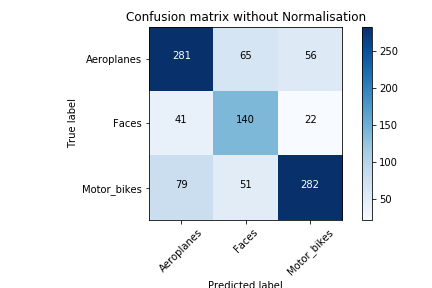 Confusion matrix without Normalisation
True label
Aeroplanes 281 65 56
Faces 41 140 22
Motor_bikes 79 51 282
Aeroplanes Faces Motor_bikes
Predicted label
250
200
150
100
50